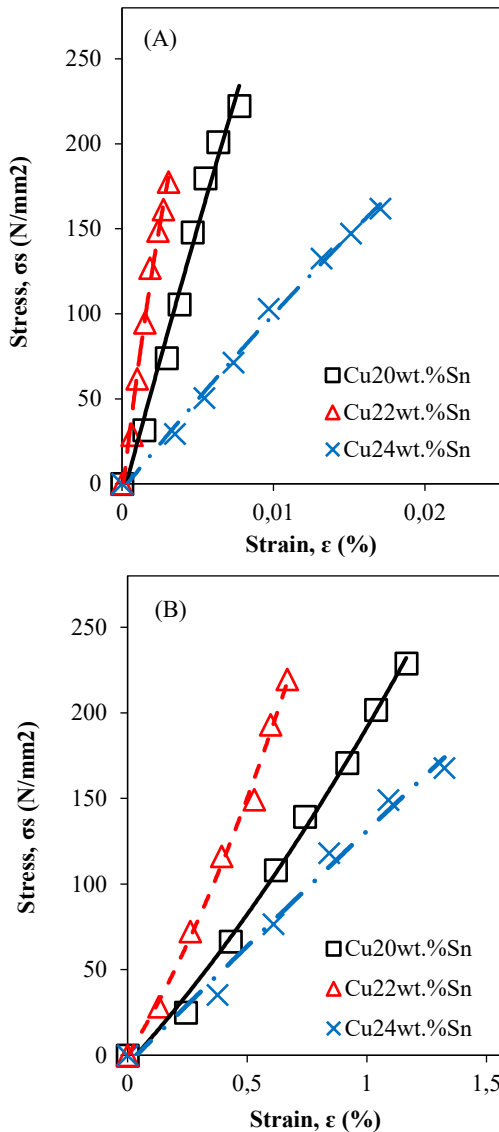 (A)
250
200
150
100
50
0
Stress, σs (N/mm2)
Cu20wt.%Sn
Cu22wt.%Sn
Cu24wt.%Sn
0
0,01
0,02
Strain, ε (%)
(B)
250
200
150
100
50
0
Stress, σs (N/mm2)
Cu20wt.%Sn
Cu22wt.%Sn
Cu24wt.%Sn
0
0,5
1
1,5
Strain, ε (%)